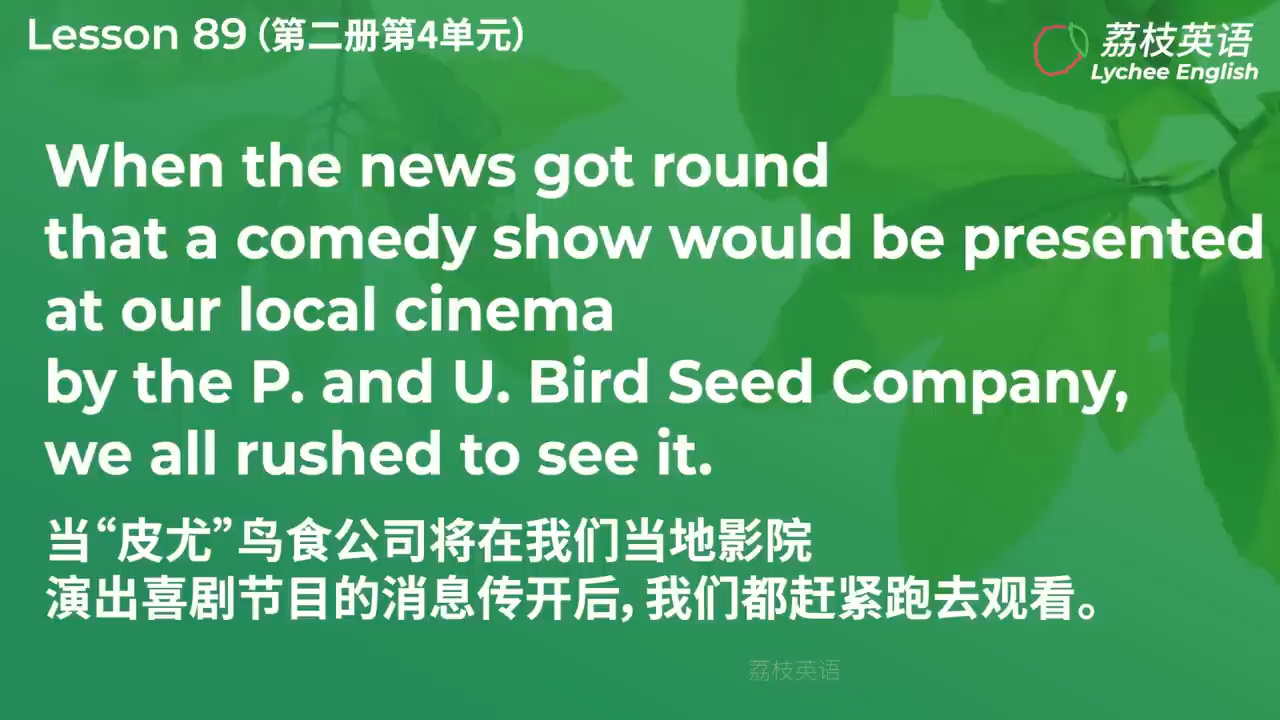 Lesson 89 (第二册第4单元)
荔枝英语
Lychee English
When the news got round
that a comedy show would be presented
at our local cinema
by the P. and U. Bird Seed Company,
we all rushed to see it.
当“皮尤”鸟食公司将在我们当地影院
演出喜剧节目的消息传开后,我们都赶紧跑去观看。
荔枝英语